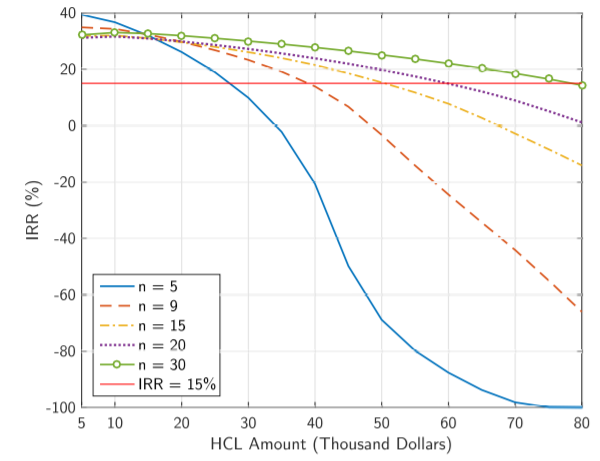 40
20
0
-20
-40
-60
-80
-100
IRR (%)
n = 5
n = 9
n = 15
n = 20
n = 30
IRR = 15%
5 10 20 30 40 50 60 70 80
HCL Amount (Thousand Dollars)